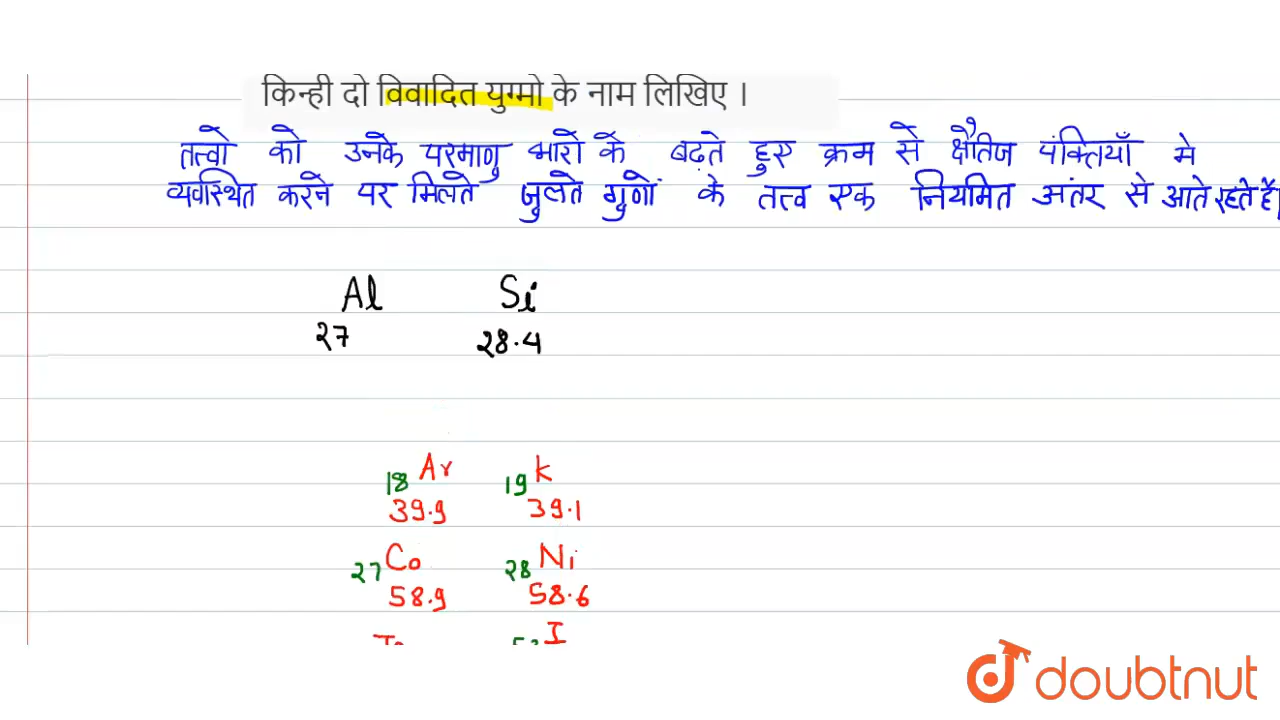 किन्ही दो विवादित युग्मो के नाम लिखिए ।
तत्त्वो को उनके परमाणु भारो के बढ़ते हुए क्रम से क्षैतिज पंक्तियाँ मे
व्यवस्थित करने पर मिलते जुलते गुणों के तत्त्व एक नियमित अंतर से आते रहते हैं।
Al Si
27 28.4
18 Ar 19 K
39.9 39.1
27 Co 28 Ni
58.9 58.6
I
doubtnut